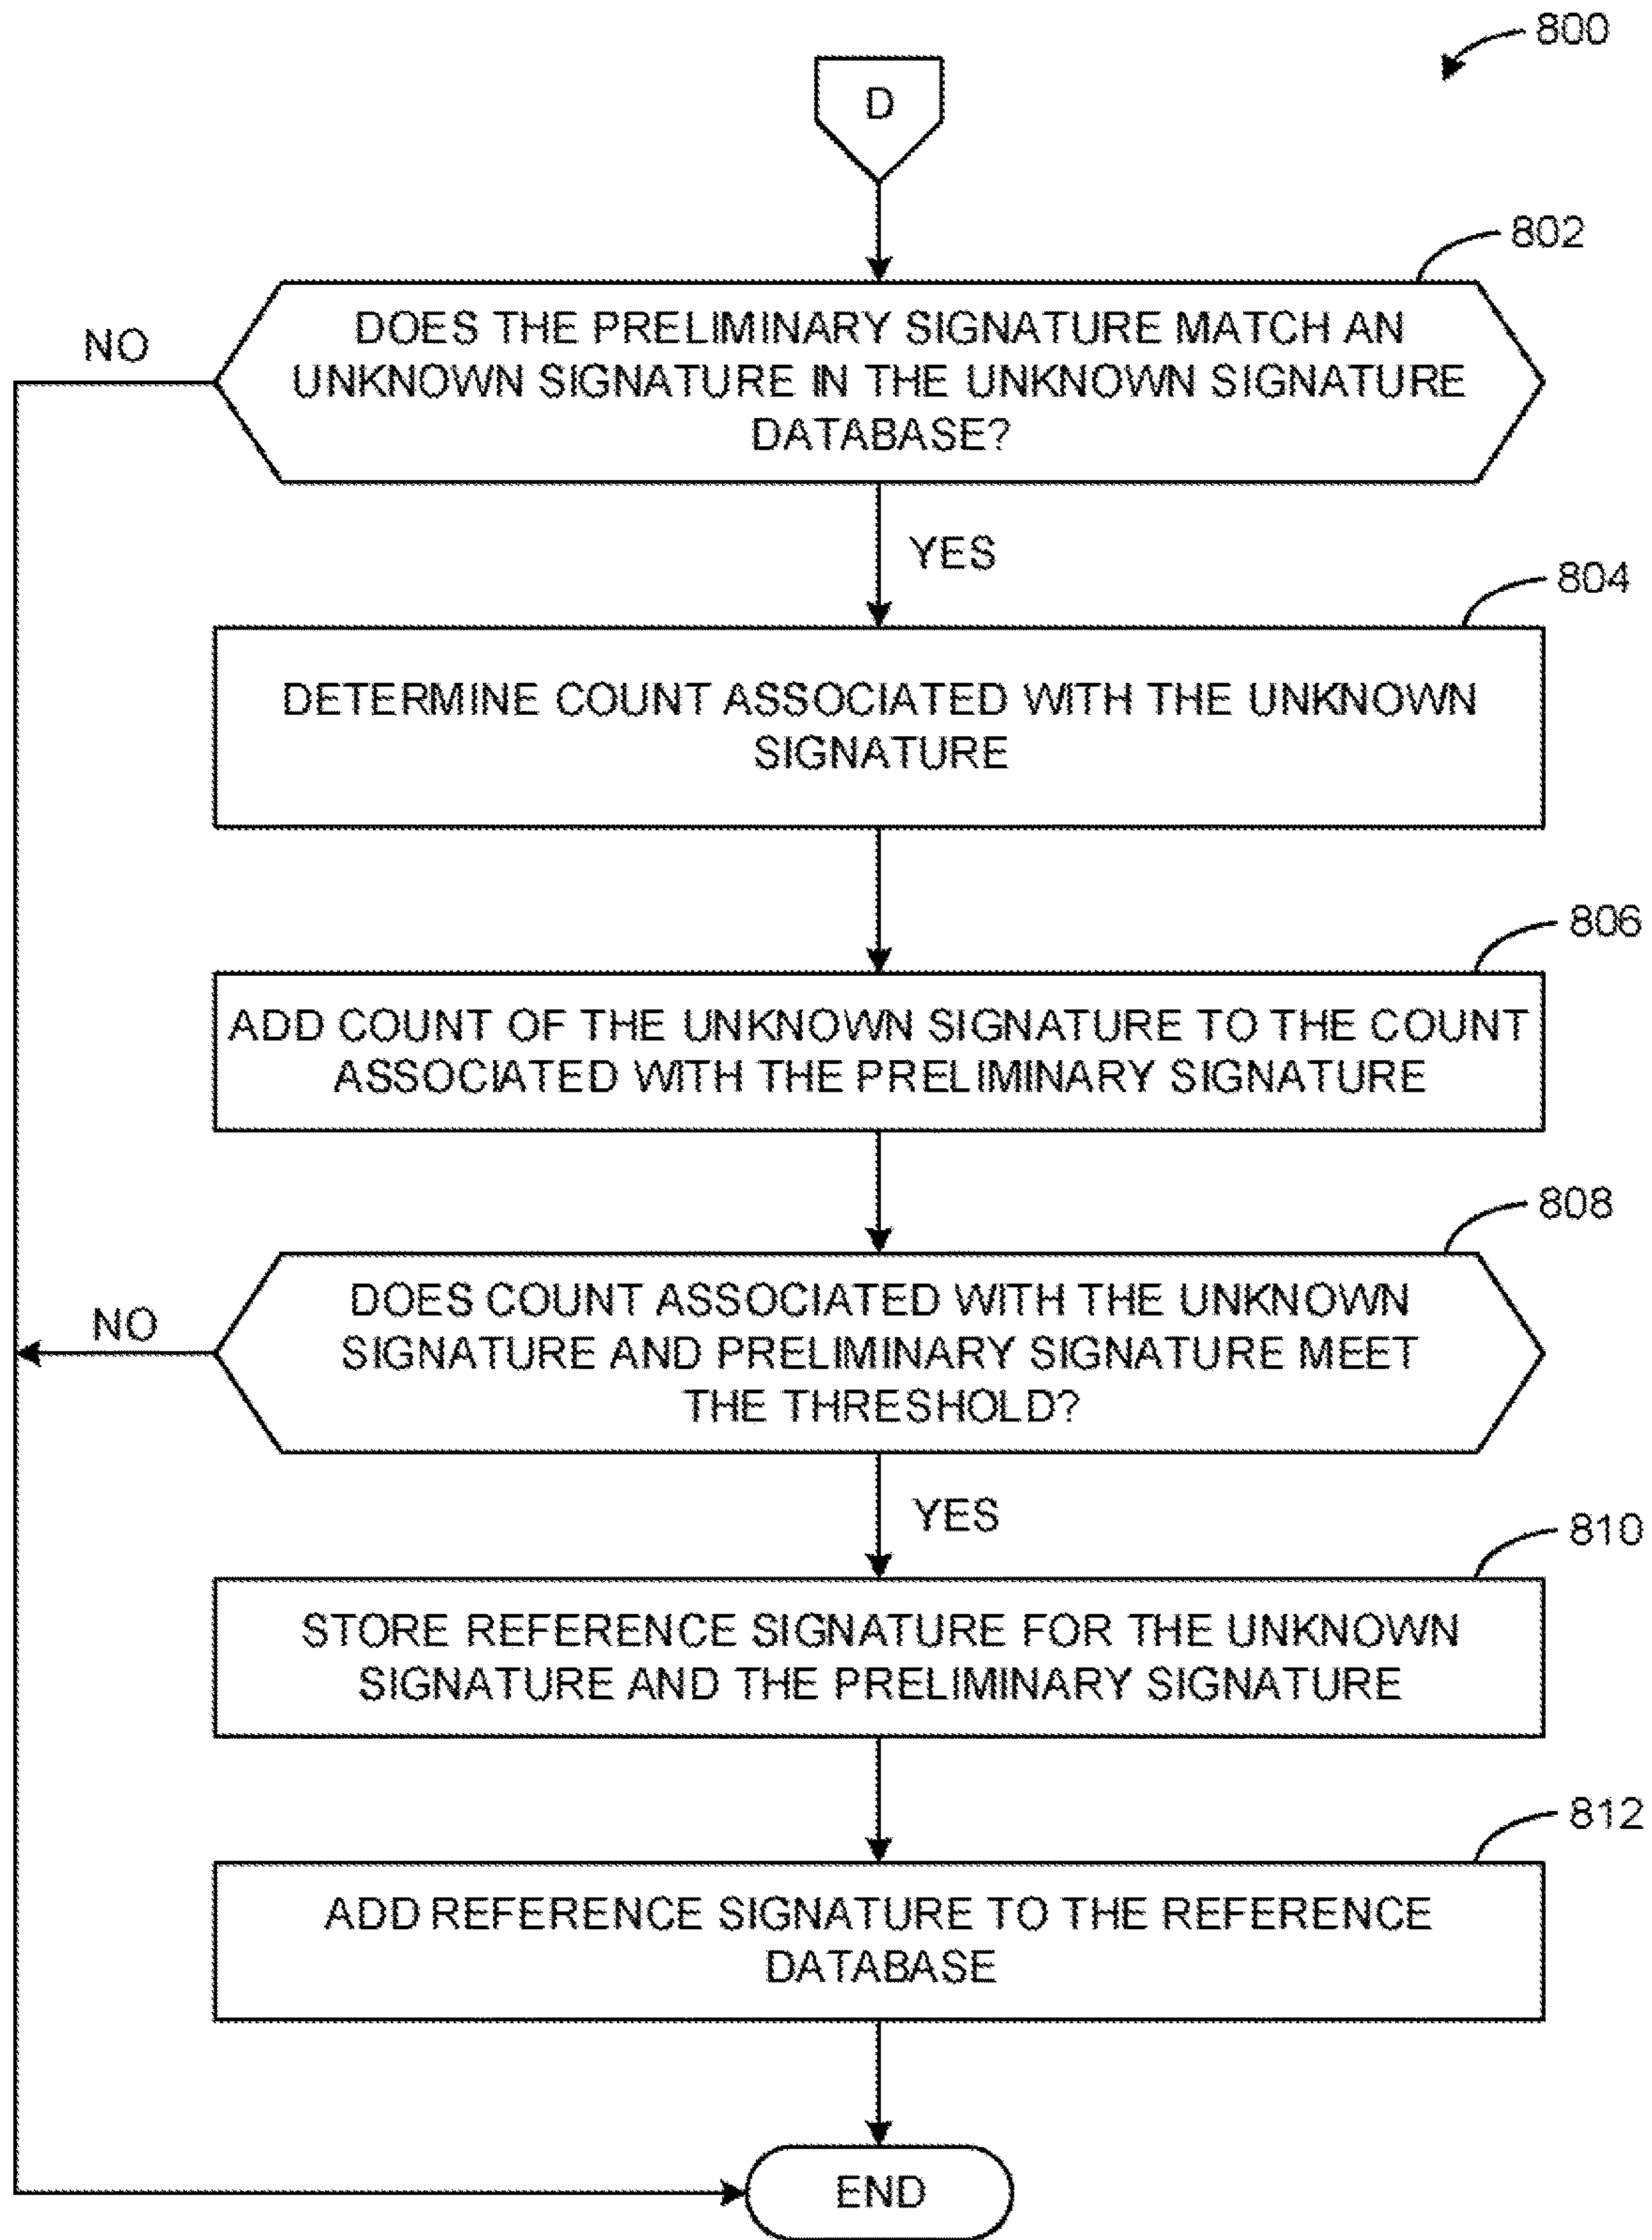 800
D
802
NO
DOES THE PRELIMINARY SIGNATURE MATCH AN
UNKNOWN SIGNATURE IN THE UNKNOWN SIGNATURE
DATABASE?
YES
804
DETERMINE COUNT ASSOCIATED WITH THE UNKNOWN
SIGNATURE
806
ADD COUNT OF THE UNKNOWN SIGNATURE TO THE COUNT
ASSOCIATED WITH THE PRELIMINARY SIGNATURE
808
NO
DOES COUNT ASSOCIATED WITH THE UNKNOWN
SIGNATURE AND PRELIMINARY SIGNATURE MEET
THE THRESHOLD?
YES
810
STORE REFERENCE SIGNATURE FOR THE UNKNOWN
SIGNATURE AND THE PRELIMINARY SIGNATURE
812
ADD REFERENCE SIGNATURE TO THE REFERENCE
DATABASE
END